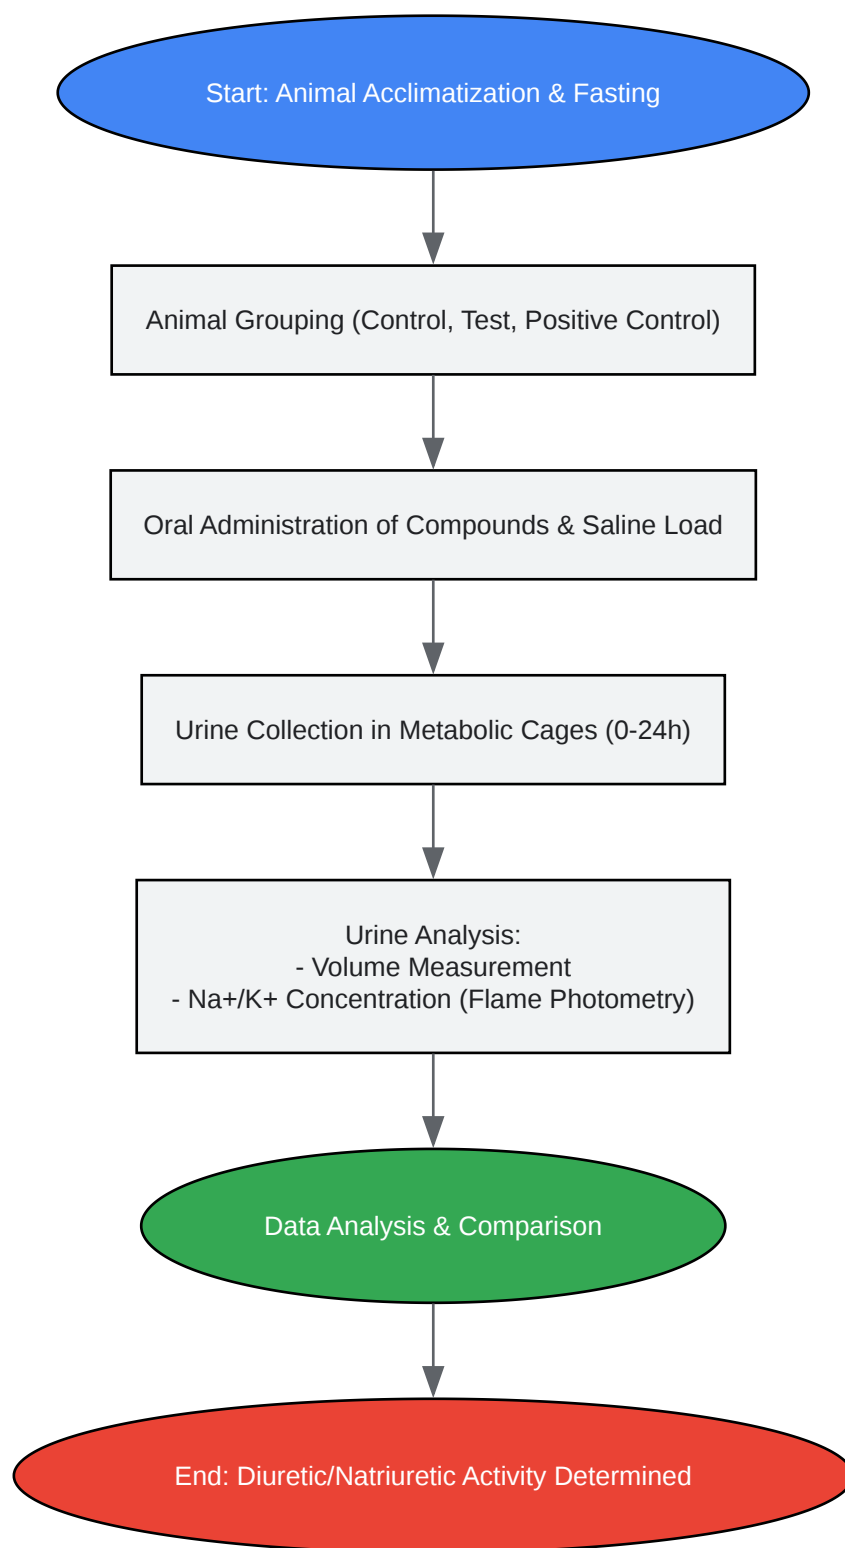 Start: Animal Acclimatization & Fasting
Animal Grouping (Control, Test, Positive Control)
Oral Administration of Compounds & Saline Load
Urine Collection in Metabolic Cages (0-24h)
Urine Analysis:
- Volume Measurement
- Na+/K+ Concentration (Flame Photometry)
Data Analysis & Comparison
End: Diuretic/Natriuretic Activity Determined